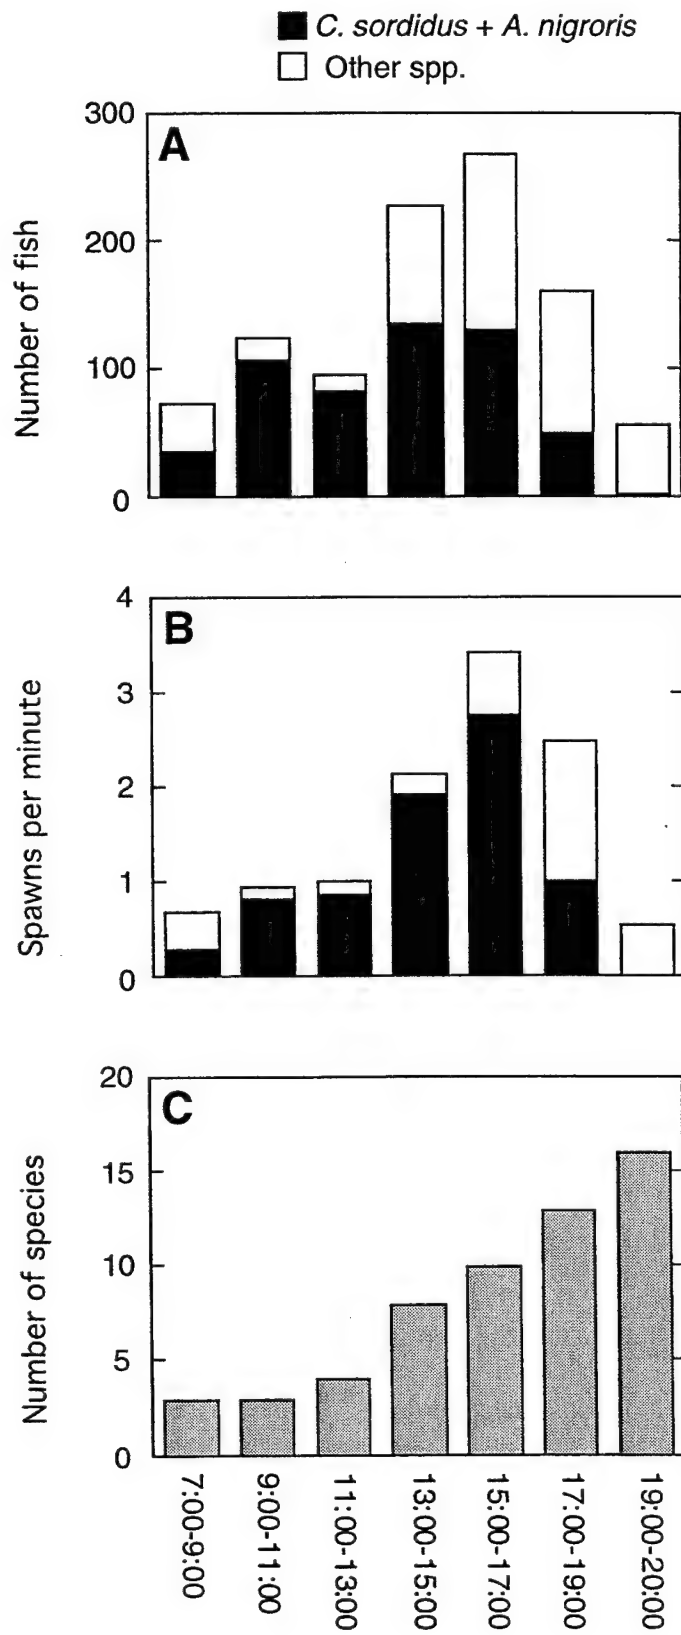 C. sordidus + A. nigroris
Other spp.
A
300
200
100
0
Number of fish
B
4
3
2
1
0
Spawns per minute
C
20
15
10
5
0
Number of species
7:00-9:00
9:00-11:00
11:00-13:00
13:00-15:00
15:00-17:00
17:00-19:00
19:00-20:00